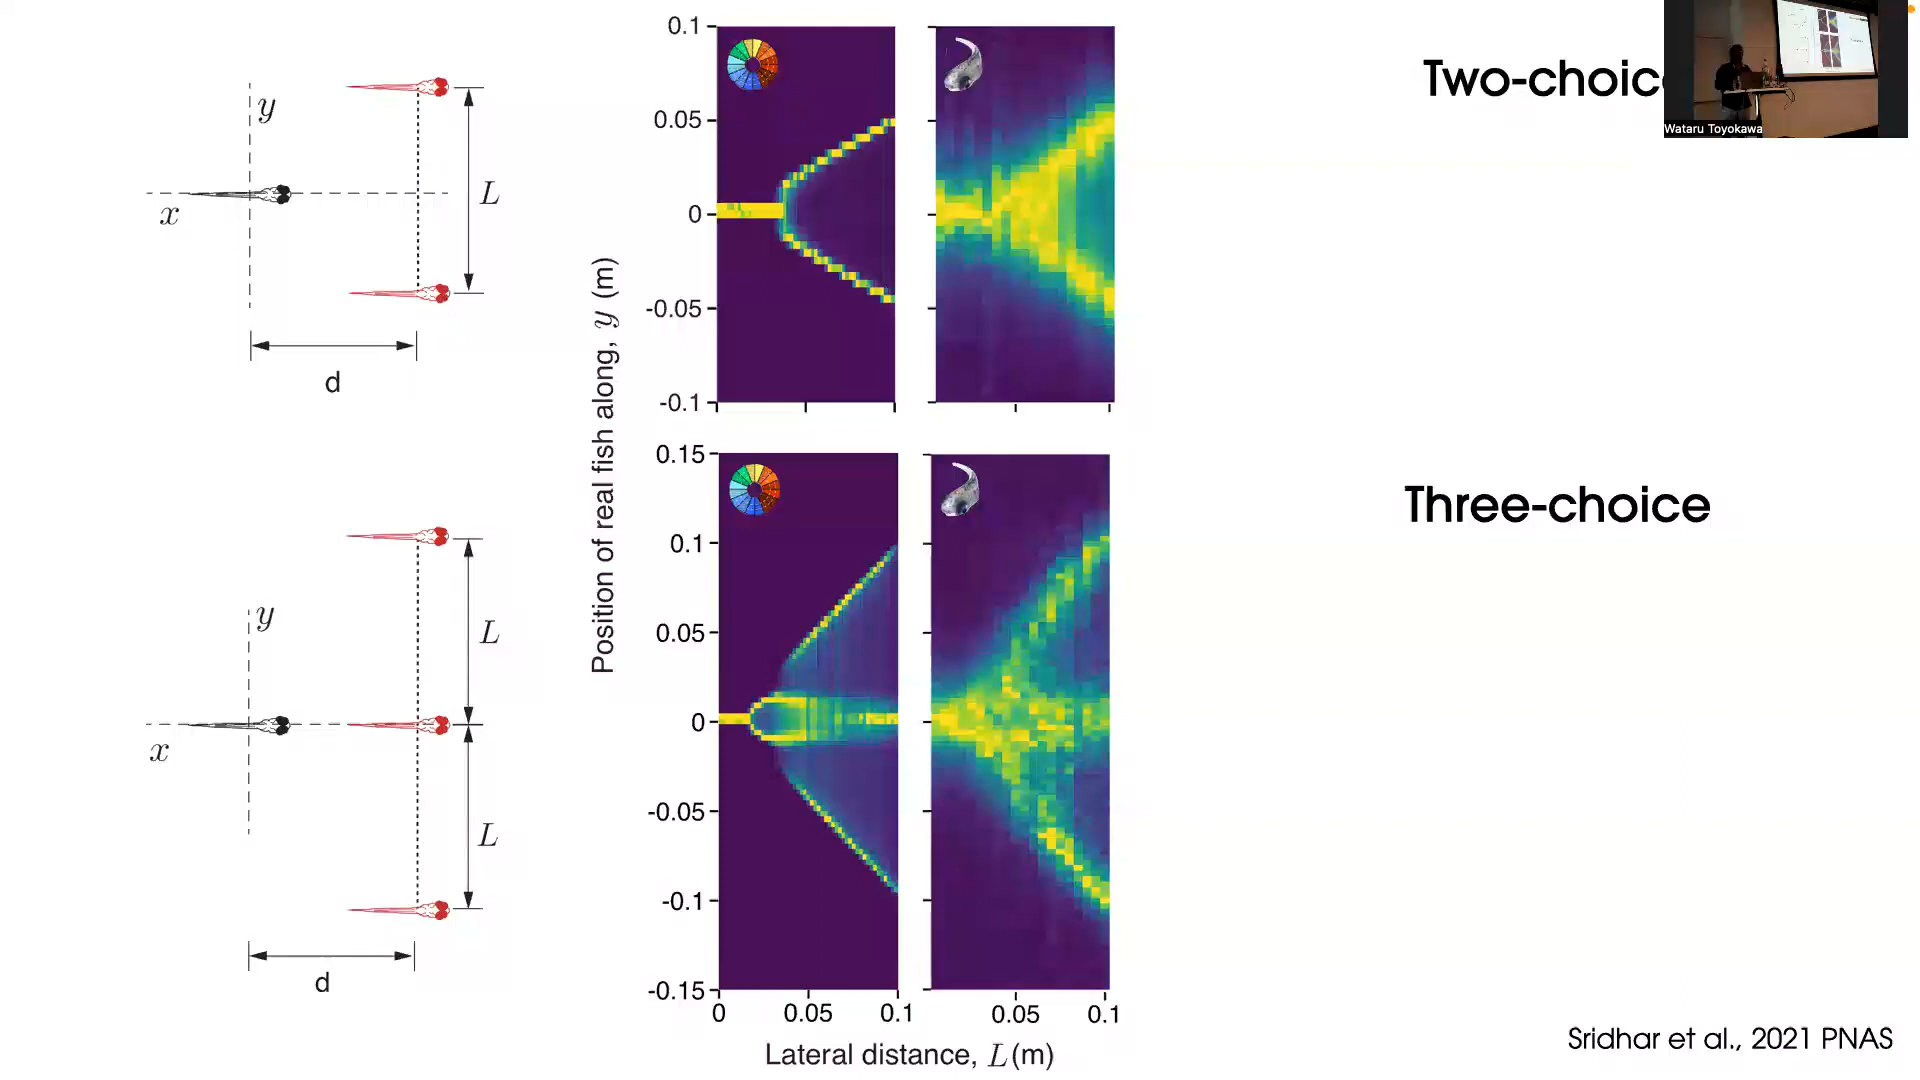 Two-choic
Wataru Toyokawa
y
x
L
d
Position of real fish along, y (m)
0.1
0.05
0
-0.05
-0.1
Three-choice
y
x
L
L
d
0.15
0.1
0.05
0
-0.05
-0.1
-0.15
0 0.05 0.1
0.05 0.1
Lateral distance, L (m)
Sridhar et al., 2021 PNAS